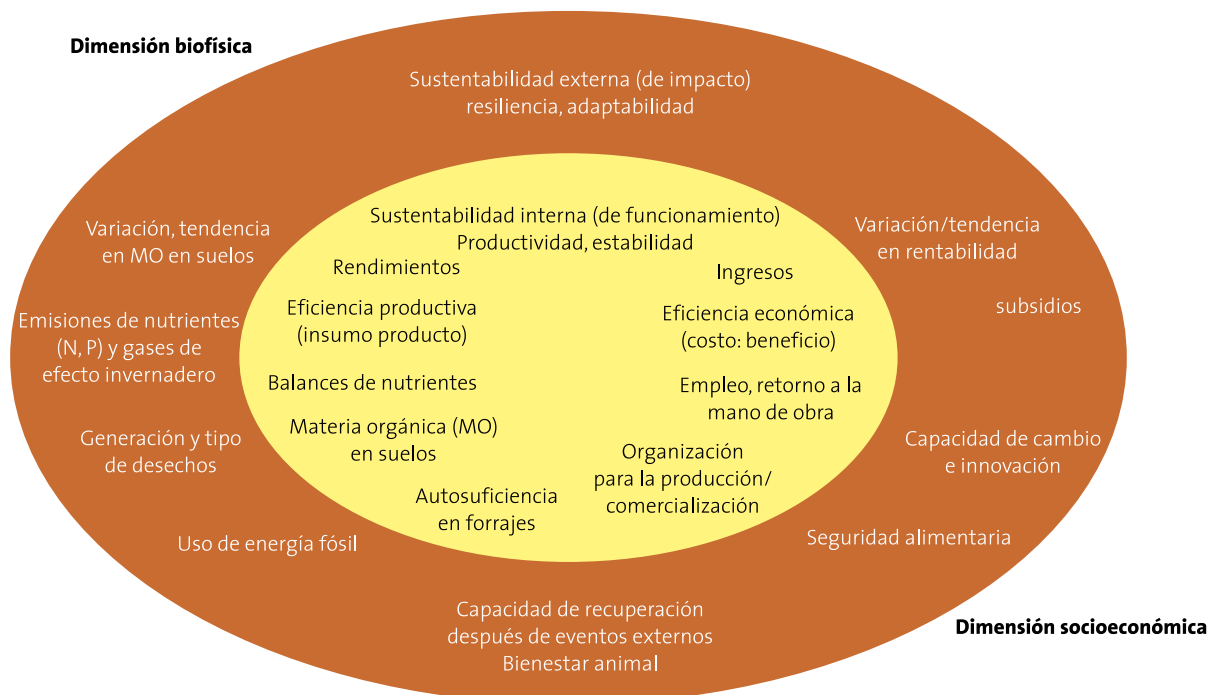 Dimensión biofísica
Sustentabilidad externa (de impacto)
resiliencia, adaptabilidad
Sustentabilidad interna (de funcionamiento)
Productividad, estabilidad
Variación, tendencia
en MO en suelos
Variación/tendencia
en rentabilidad
Rendimientos
Ingresos
Eficiencia productiva
(insumo producto)
Eficiencia económica
(costo: beneficio)
subsidios
Emisiones de nutrientes
(N, P) y gases de
efecto invernadero
Balances de nutrientes
Empleo, retorno a la
mano de obra
Materia orgánica (MO)
en suelos
Generación y tipo
de desechos
Organización
para la producción/
comercialización
Capacidad de cambio
e innovación
Autosuficiencia
en forrajes
Uso de energía fósil
Seguridad alimentaria
Capacidad de recuperación
después de eventos externos
Bienestar animal
Dimensión socioeconómica